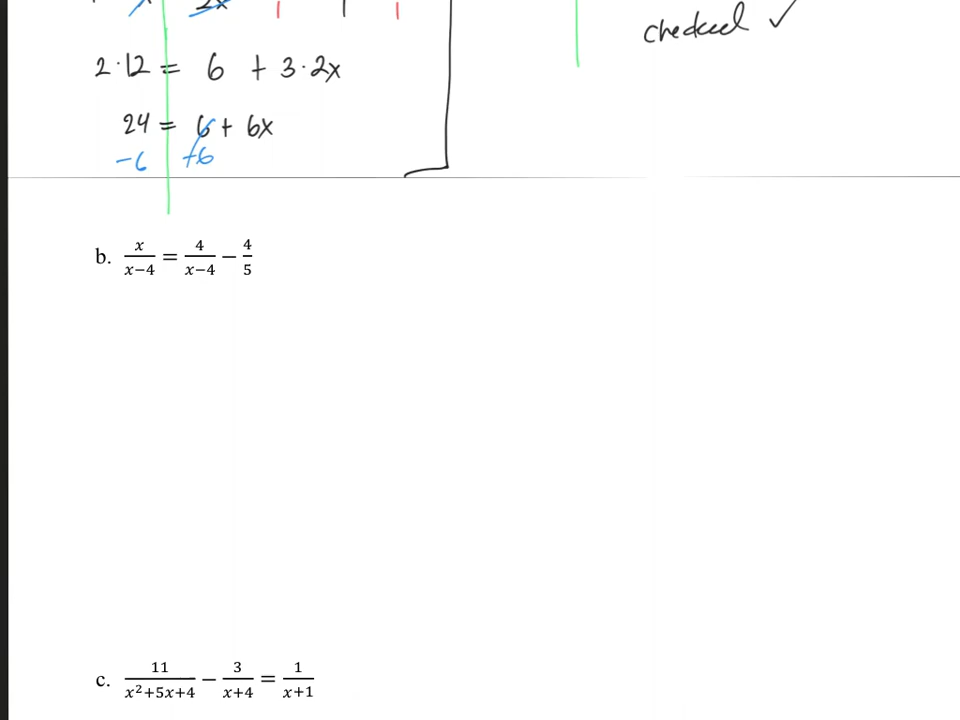 checked ✓
2·12 = 6 + 3·2x
24 = 6 + 6x
-6 +6
b. x/(x−4) = 4/(x−4) − 4/5
c. 11/(x²+5x+4) − 3/(x+4) = 1/(x+1)